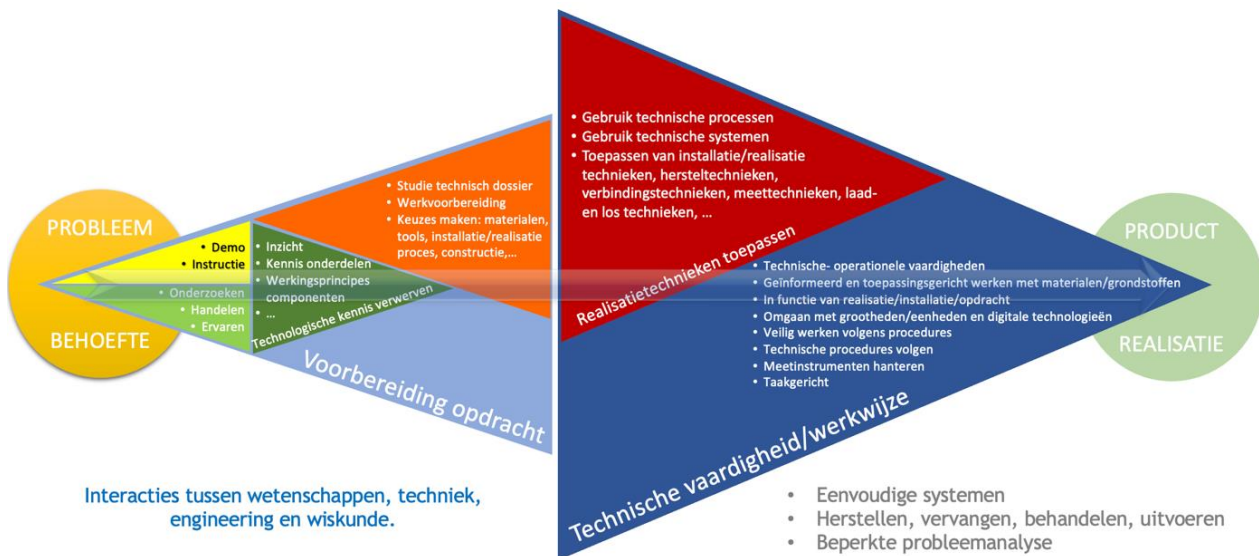 PROBLEEM
BEHOEFTE
• Demo
• Instructie
• Onderzoeken
• Handelen
• Ervaren
• Inzicht
• Kennis onderdelen
• Werkingsprincipes
componenten
• ...
Technologische kennis verwerven
• Studie technisch dossier
• Werkvoorbereiding
• Keuzes maken: materialen,
tools, installatie/realisatie
proces, constructie,...
Voorbereiding opdracht
• Gebruik technische processen
• Gebruik technische systemen
• Toepassen van installatie/realisatie
technieken, hersteltechnieken,
verbindingstechnieken, meettechnieken, laad-
en los technieken, ...
Realisatietechnieken toepassen
• Technische- operationele vaardigheden
• Geïnformeerd en toepassingsgericht werken met materialen/grondstoffen
• In functie van realisatie/installatie/opdracht
• Omgaan met grootheden/eenheden en digitale technologieën
• Veilig werken volgens procedures
• Technische procedures volgen
• Meetinstrumenten hanteren
• Taakgericht
Technische vaardigheid/werkwijze
PRODUCT
REALISATIE
Interacties tussen wetenschappen, techniek,
engineering en wiskunde.
• Eenvoudige systemen
• Herstellen, vervangen, behandelen, uitvoeren
• Beperkte probleemanalyse